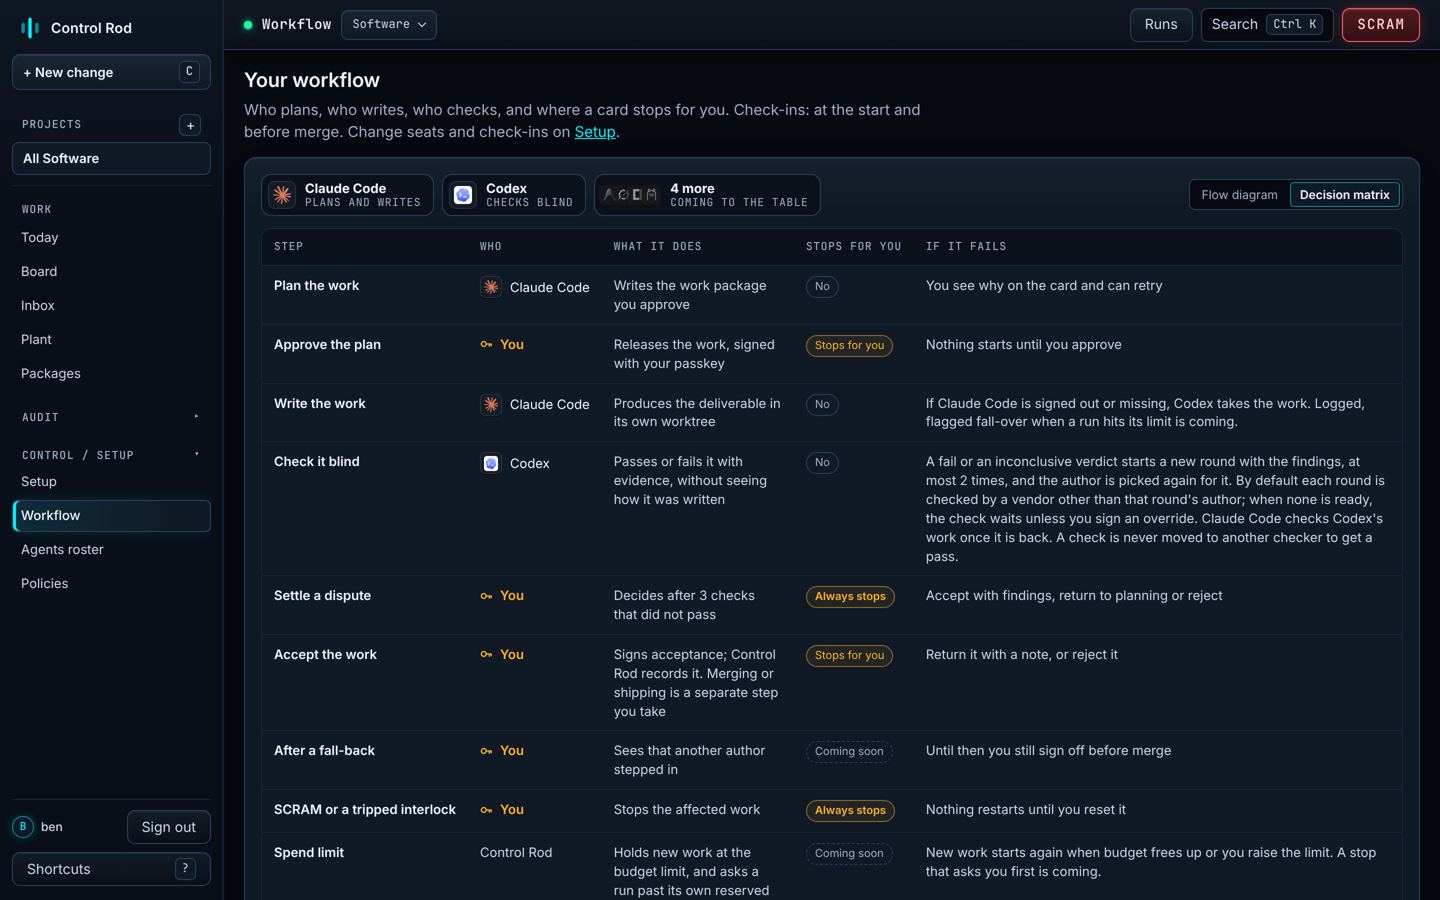 Control Rod
+ New change C
PROJECTS +
All Software
WORK
Today
Board
Inbox
Plant
Packages
AUDIT
CONTROL / SETUP
Setup
Workflow
Agents roster
Policies
B ben
Sign out
Shortcuts ?
Workflow
Software
Runs
Search Ctrl K
SCRAM
Your workflow
Who plans, who writes, who checks, and where a card stops for you. Check-ins: at the start and
before merge. Change seats and check-ins on Setup.
Claude Code
PLANS AND WRITES
Codex
CHECKS BLIND
4 more
COMING TO THE TABLE
Flow diagram
Decision matrix
STEP WHO WHAT IT DOES STOPS FOR YOU IF IT FAILS
Plan the work
Claude Code
Writes the work package
you approve
No
You see why on the card and can retry
Approve the plan
You
Releases the work, signed
with your passkey
Stops for you
Nothing starts until you approve
Write the work
Claude Code
Produces the deliverable in
its own worktree
No
If Claude Code is signed out or missing, Codex takes the work. Logged,
flagged fall-over when a run hits its limit is coming.
Check it blind
Codex
Passes or fails it with
evidence, without seeing
how it was written
No
A fail or an inconclusive verdict starts a new round with the findings, at
most 2 times, and the author is picked again for it. By default each round is
checked by a vendor other than that round's author; when none is ready,
the check waits unless you sign an override. Claude Code checks Codex's
work once it is back. A check is never moved to another checker to get a
pass.
Settle a dispute
You
Decides after 3 checks
that did not pass
Always stops
Accept with findings, return to planning or reject
Accept the work
You
Signs acceptance; Control
Rod records it. Merging or
shipping is a separate step
you take
Stops for you
Return it with a note, or reject it
After a fall-back
You
Sees that another author
stepped in
Coming soon
Until then you still sign off before merge
SCRAM or a tripped interlock
You
Stops the affected work
Always stops
Nothing restarts until you reset it
Spend limit
Control Rod
Holds new work at the
budget limit, and asks a
run past its own reserved
Coming soon
New work starts again when budget frees up or you raise the limit. A stop
that asks you first is coming.